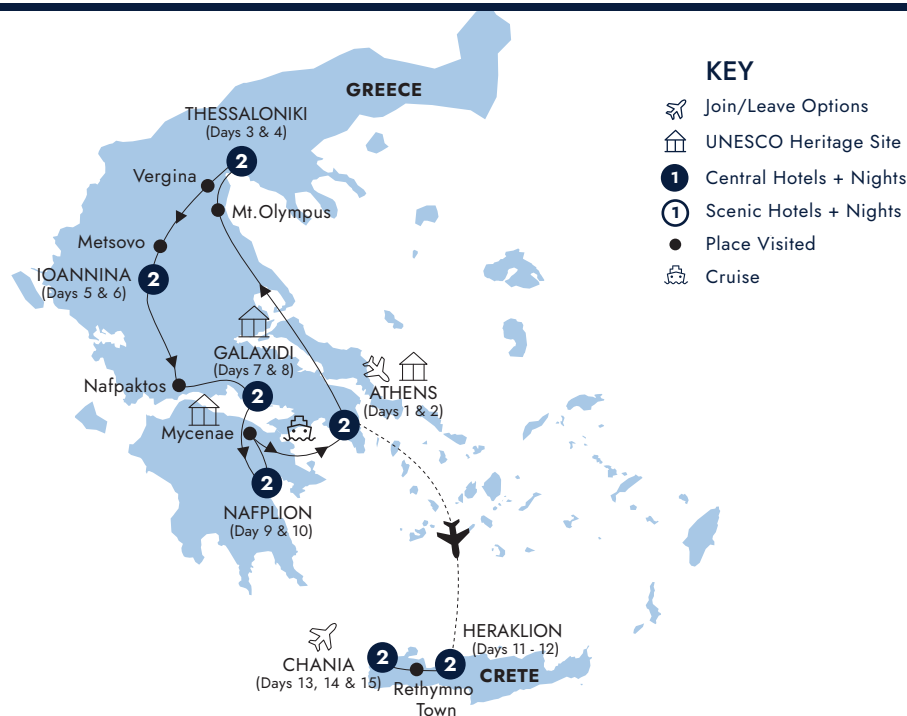 GREECE
THESSALONIKI
(Days 3 & 4)
2
Vergina
Mt.Olympus
Metsovo
IOANNINA
(Days 5 & 6)
2
GALAXIDI
(Days 7 & 8)
2
Nafpaktos
ATHENS
(Days 1 & 2)
2
Mycenae
2
NAFPLION
(Day 9 & 10)
HERAKLION
(Days 11 - 12)
2
CHANIA
(Days 13, 14 & 15)
2
CRETE
Rethymno
Town
KEY
Join/Leave Options
UNESCO Heritage Site
1 Central Hotels + Nights
1 Scenic Hotels + Nights
Place Visited
Cruise